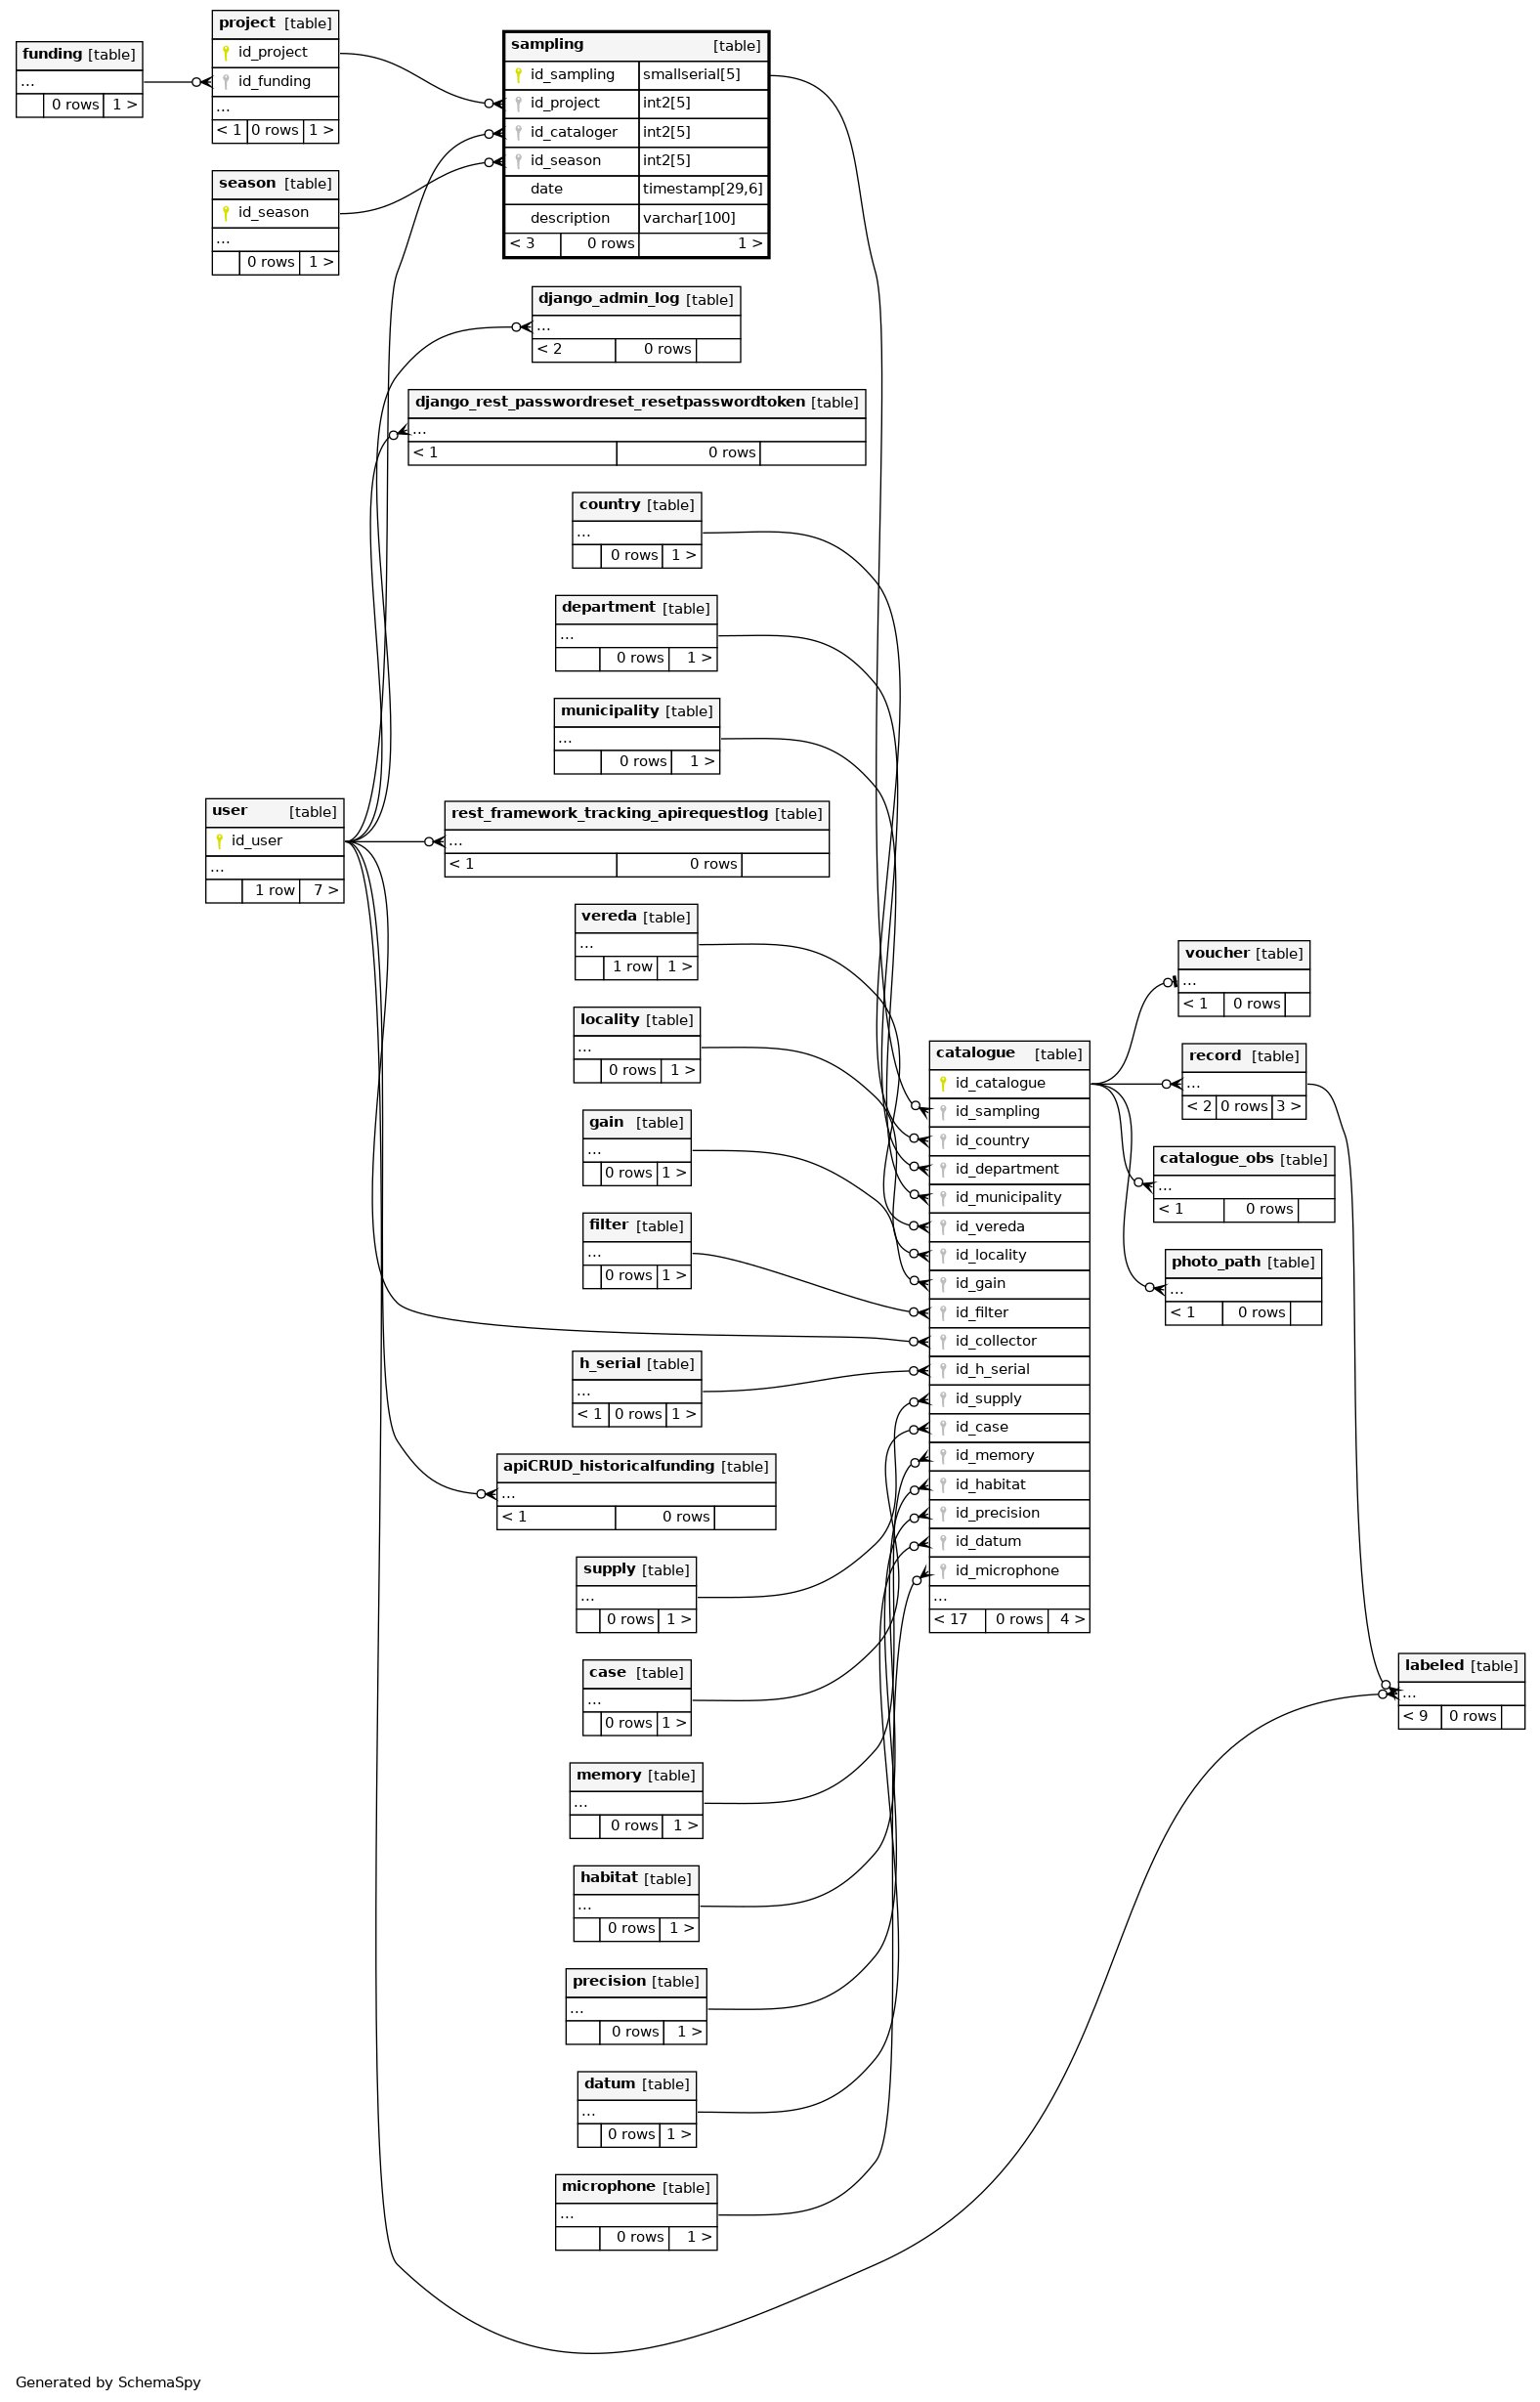 funding [table]
...
0 rows 1 >
project [table]
id_project
id_funding
...
< 1 0 rows 1 >
season [table]
id_season
...
0 rows 1 >
sampling [table]
id_sampling smallserial[5]
id_project int2[5]
id_cataloger int2[5]
id_season int2[5]
date timestamp[29,6]
description varchar[100]
< 3 0 rows 1 >
django_admin_log [table]
...
< 2 0 rows
django_rest_passwordreset_resetpasswordtoken [table]
...
< 1 0 rows
country [table]
...
0 rows 1 >
department [table]
...
0 rows 1 >
municipality [table]
...
0 rows 1 >
user [table]
id_user
...
1 row 7 >
rest_framework_tracking_apirequestlog [table]
...
< 1 0 rows
vereda [table]
...
1 row 1 >
locality [table]
...
0 rows 1 >
gain [table]
...
0 rows 1 >
filter [table]
...
0 rows 1 >
h_serial [table]
...
< 1 0 rows 1 >
apiCRUD_historicalfunding [table]
...
< 1 0 rows
supply [table]
...
0 rows 1 >
case [table]
...
0 rows 1 >
memory [table]
...
0 rows 1 >
habitat [table]
...
0 rows 1 >
precision [table]
...
0 rows 1 >
datum [table]
...
0 rows 1 >
microphone [table]
...
0 rows 1 >
catalogue [table]
id_catalogue
id_sampling
id_country
id_department
id_municipality
id_vereda
id_locality
id_gain
id_filter
id_collector
id_h_serial
id_supply
id_case
id_memory
id_habitat
id_precision
id_datum
id_microphone
...
< 17 0 rows 4 >
voucher [table]
...
< 1 0 rows
record [table]
...
< 2 0 rows 3 >
catalogue_obs [table]
...
< 1 0 rows
photo_path [table]
...
< 1 0 rows
labeled [table]
...
< 9 0 rows
Generated by SchemaSpy